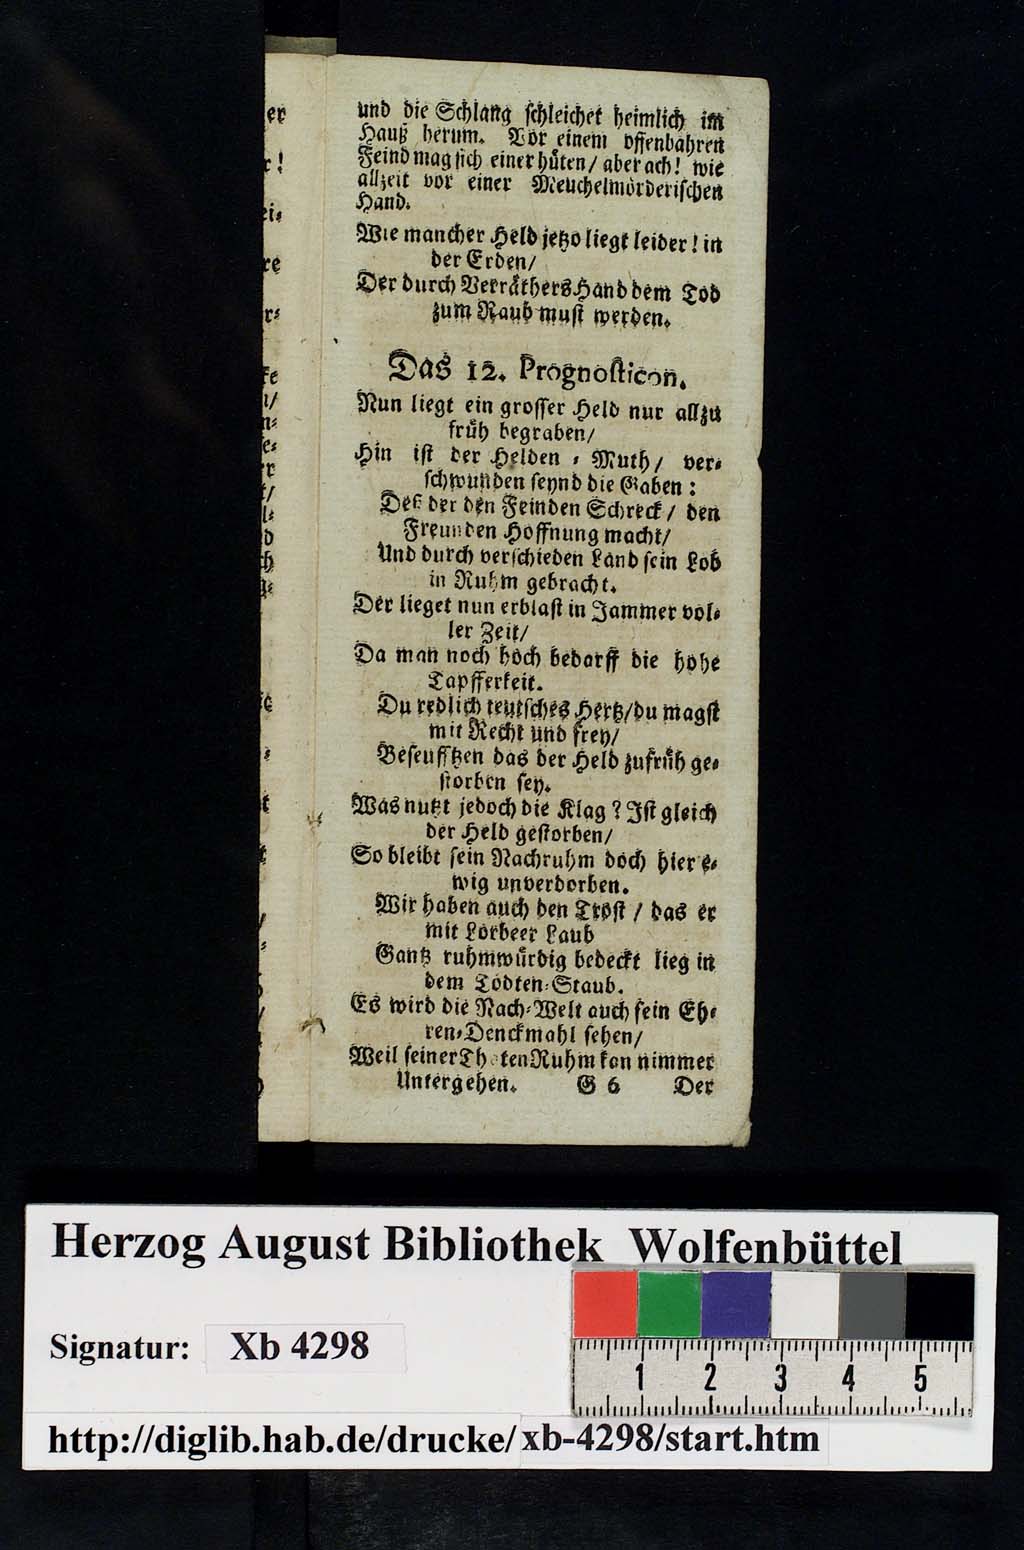 und die Schlang schleichet heimlich im
Hauß herum. Vor einem offenbahren
Feind mag sich einer hüten/ aber ach! wie
allzeit vor einer Meuchelmörderischen
Hand.
Wie mancher Held jetzo liegt leider! in
der Erden/
Der durch Verräthers Hand dem Tod
zum Raub must werden.
Das 12. Prognosticon.
Nun liegt ein grosser Held nur allzu
früh begraben/
Hin ist der Helden-Muth/ ver-
schwunden seynd die Gaben:
Deß der den Feinden Schreck/ den
Freunden Hoffnung macht/
Und durch verschieden Land sein Lob
in Ruhm gebracht.
Der lieget nun erblast in Jammer vol-
ler Zeit/
Da man noch hoch bedarff die hohe
Tapfferkeit.
Du redlich teutsches Hertz/ du magst
mit Recht und frey/
Beseufftzen das der Held zufrüh ge-
storben sey.
Was nutzt jedoch die Klag? Ist gleich
der Held gestorben/
So bleibt sein Nachruhm doch hier e-
wig unverdorben.
Wir haben auch den Trost/ das er
mit Lorbeer Laub
Gantz ruhmwürdig bedeckt lieg in
dem Todten-Staub.
Es wird die Nach-Welt auch sein Eh-
ren-Denckmahl sehen/
Weil seiner Thaten Ruhm kan nimmer
Untergehen. G 6 Der
Herzog August Bibliothek Wolfenbüttel
Signatur: Xb 4298
1 2 3 4 5
http://diglib.hab.de/drucke/xb-4298/start.htm